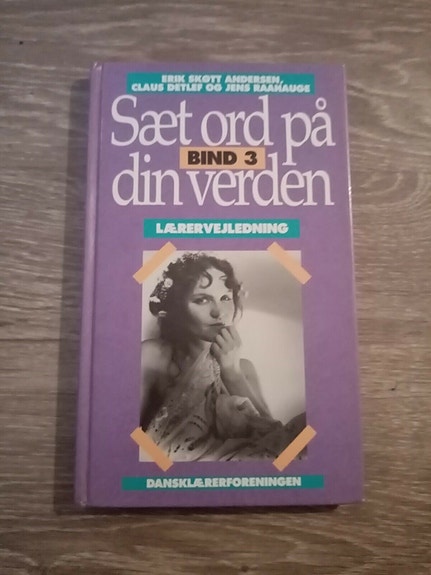 ERIK SKØTT ANDERSEN,
CLAUS DETLEF OG JENS RAAHAUGE
Sæt ord på
BIND 3
din verden
LÆRERVEJLEDNING
DANSKLÆRERFORENINGEN